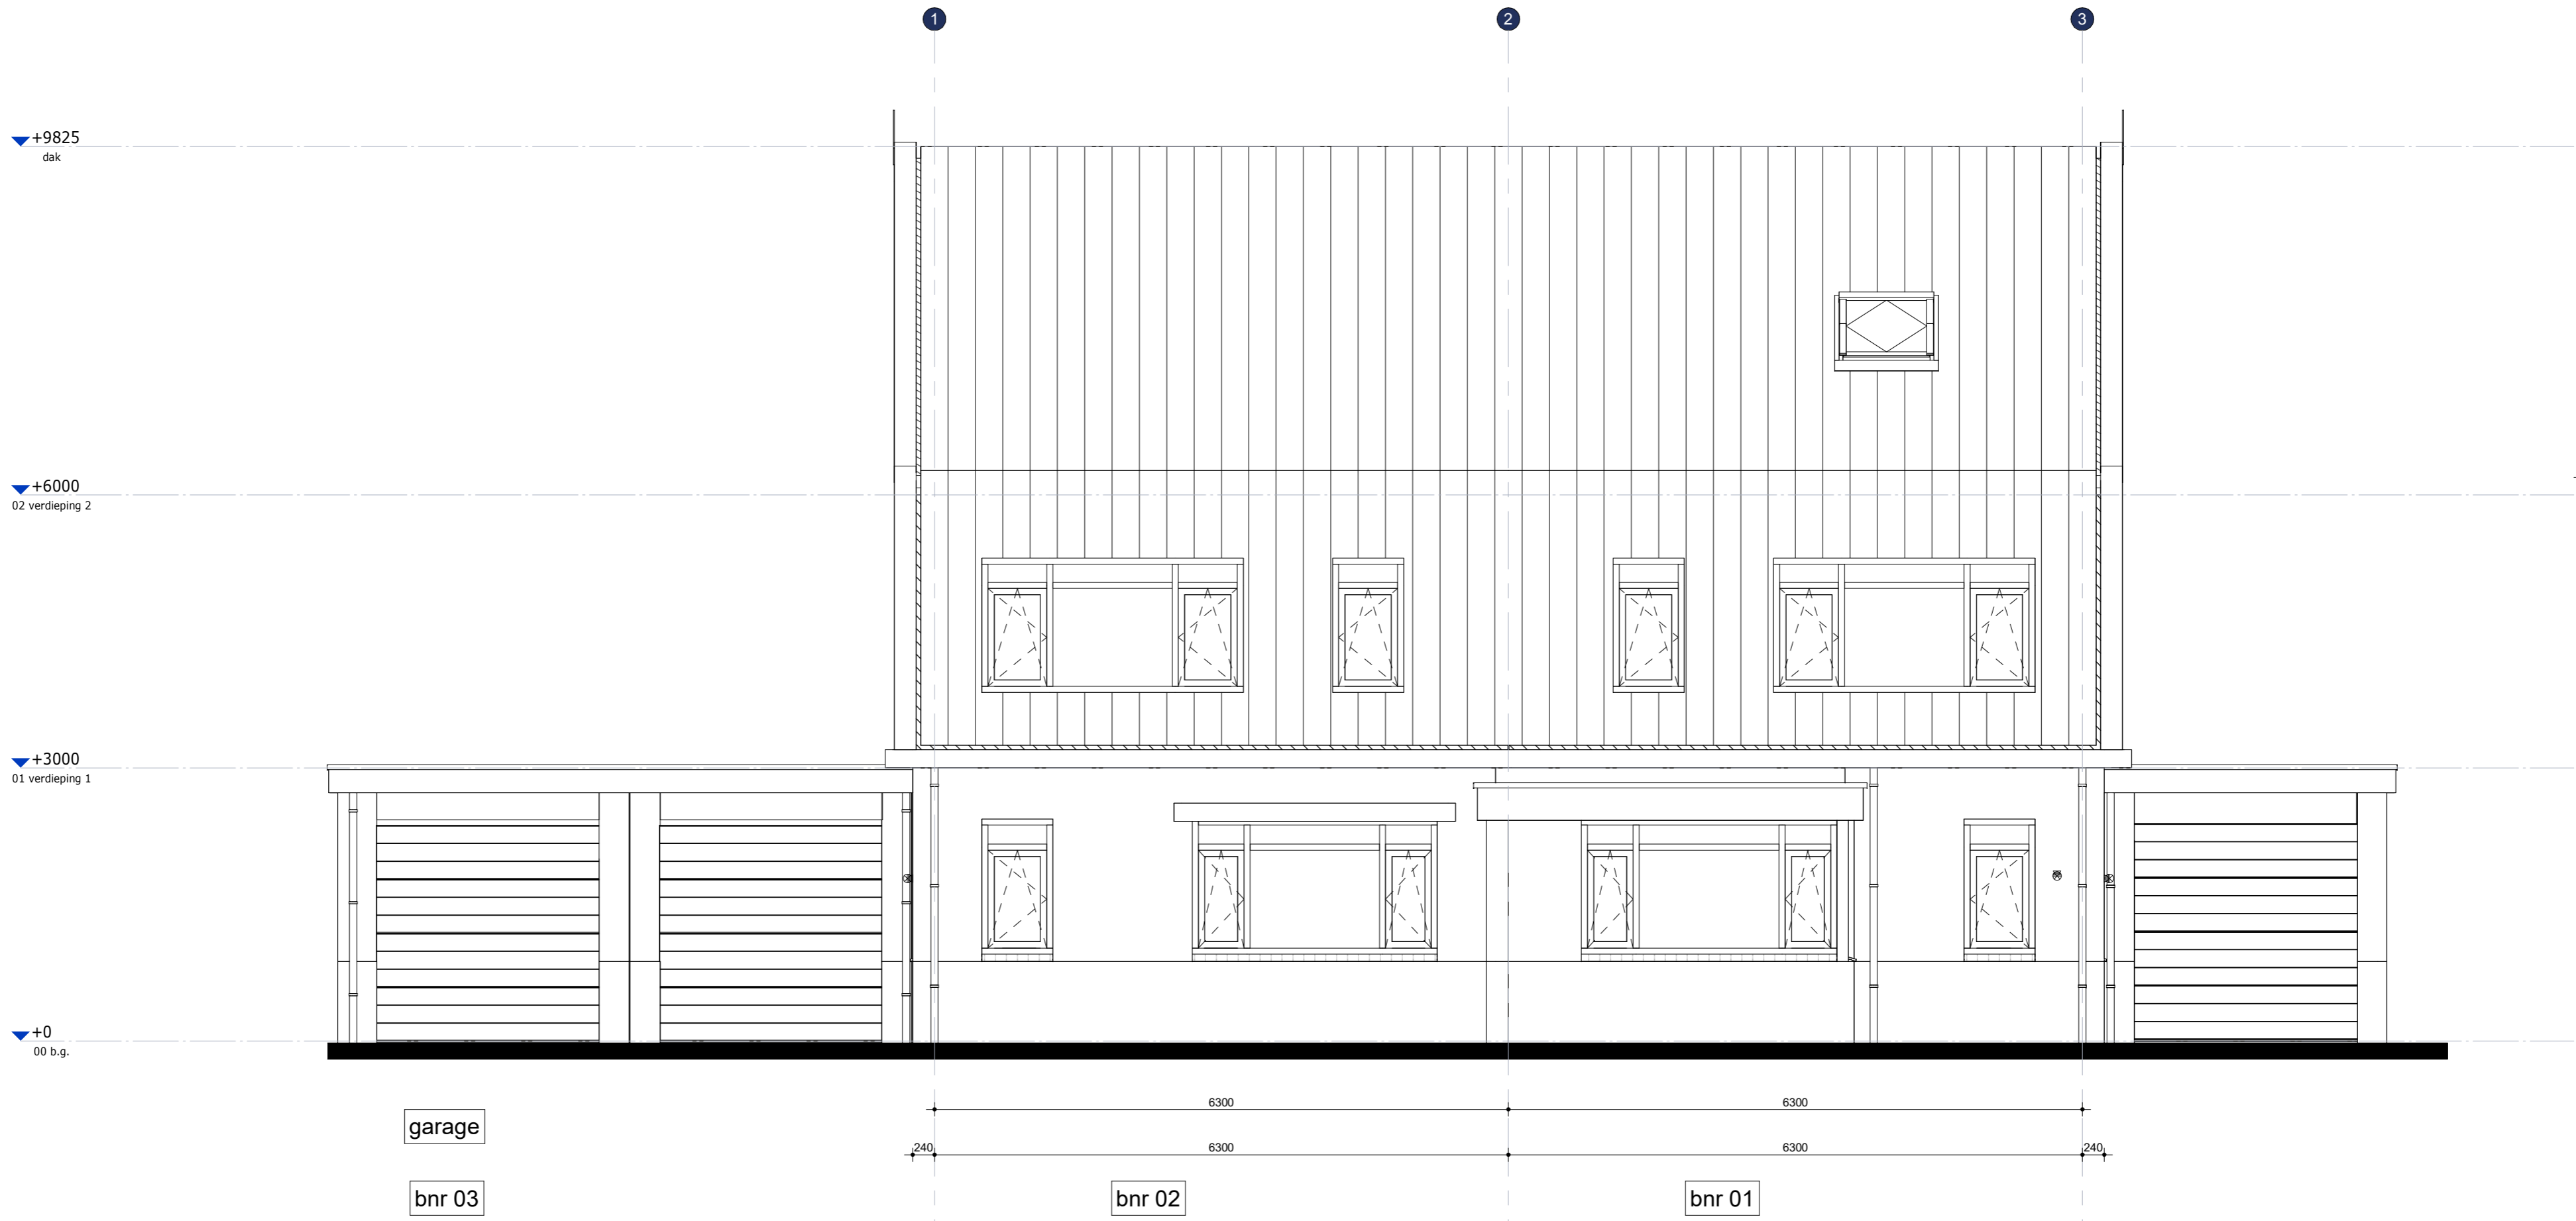 1 2 3
+9825
dak
+6000
02 verdieping 2
+3000
01 verdieping 1
+0
00 b.g.
6300 6300
garage
240 6300 6300 240
bnr 03 bnr 02 bnr 01